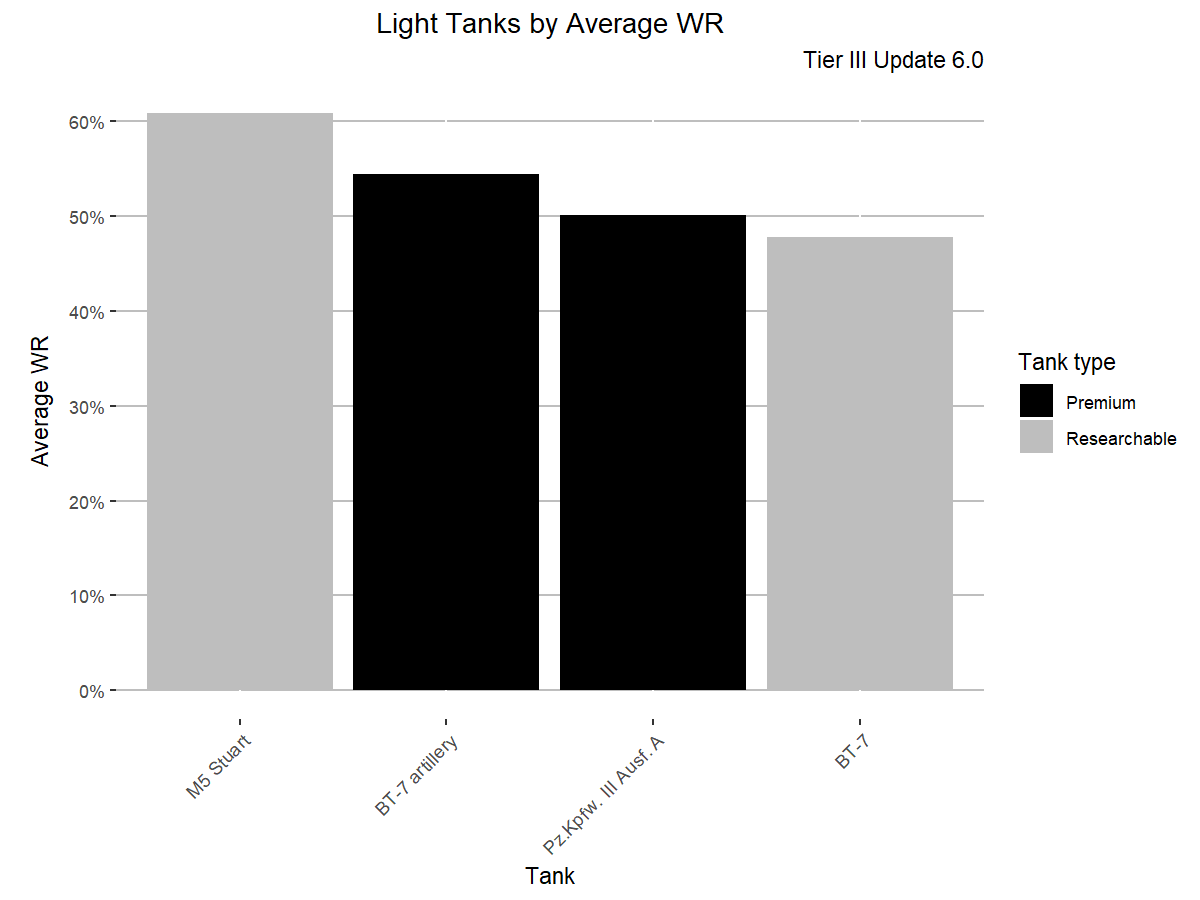 Light Tanks by Average WR
Tier III Update 6.0
60%
50%
40%
30%
20%
10%
0%
Average WR
M5 Stuart
BT-7 artillery
Pz.Kpfw. III Ausf. A
BT-7
Tank
Tank type
Premium
Researchable